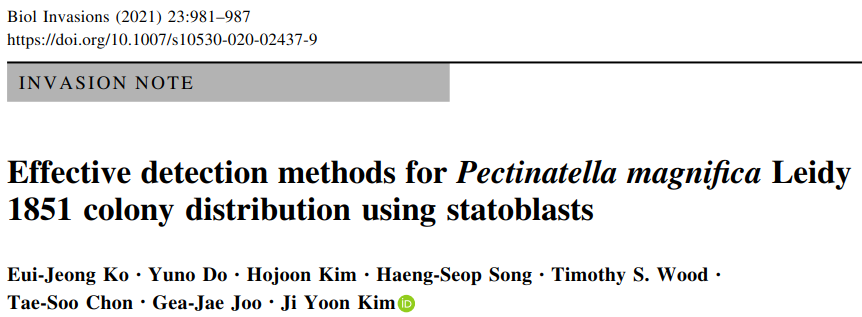 Biol Invasions (2021) 23:981–987
https://doi.org/10.1007/s10530-020-02437-9
INVASION NOTE
Effective detection methods for Pectinatella magnifica Leidy
1851 colony distribution using statoblasts
Eui-Jeong Ko · Yuno Do · Hojoon Kim · Haeng-Seop Song · Timothy S. Wood ·
Tae-Soo Chon · Gea-Jae Joo · Ji Yoon Kim iD